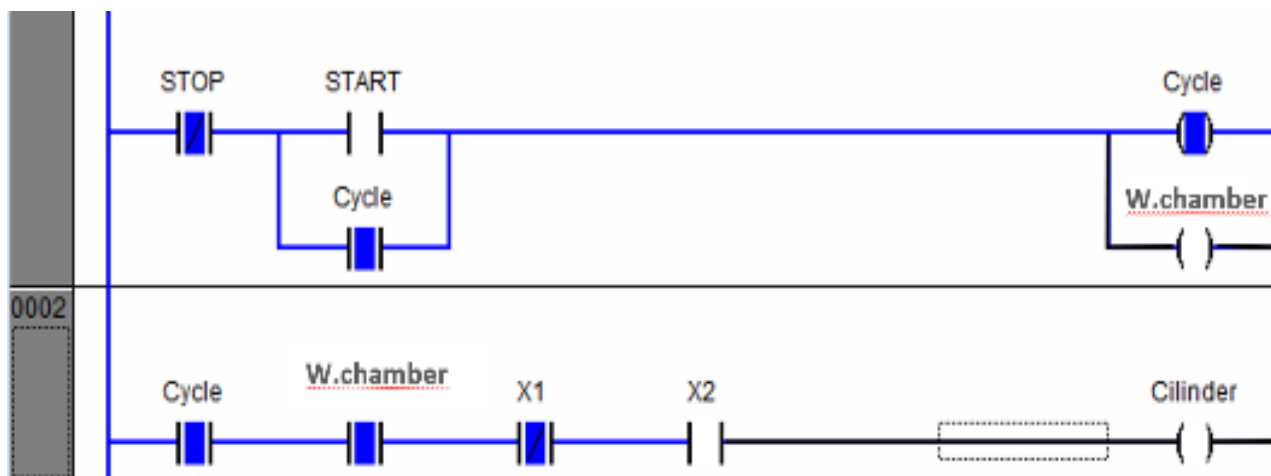 STOP START Cycle
Cycle W.chamber
0002
W.chamber
Cycle X1 X2 Cilinder